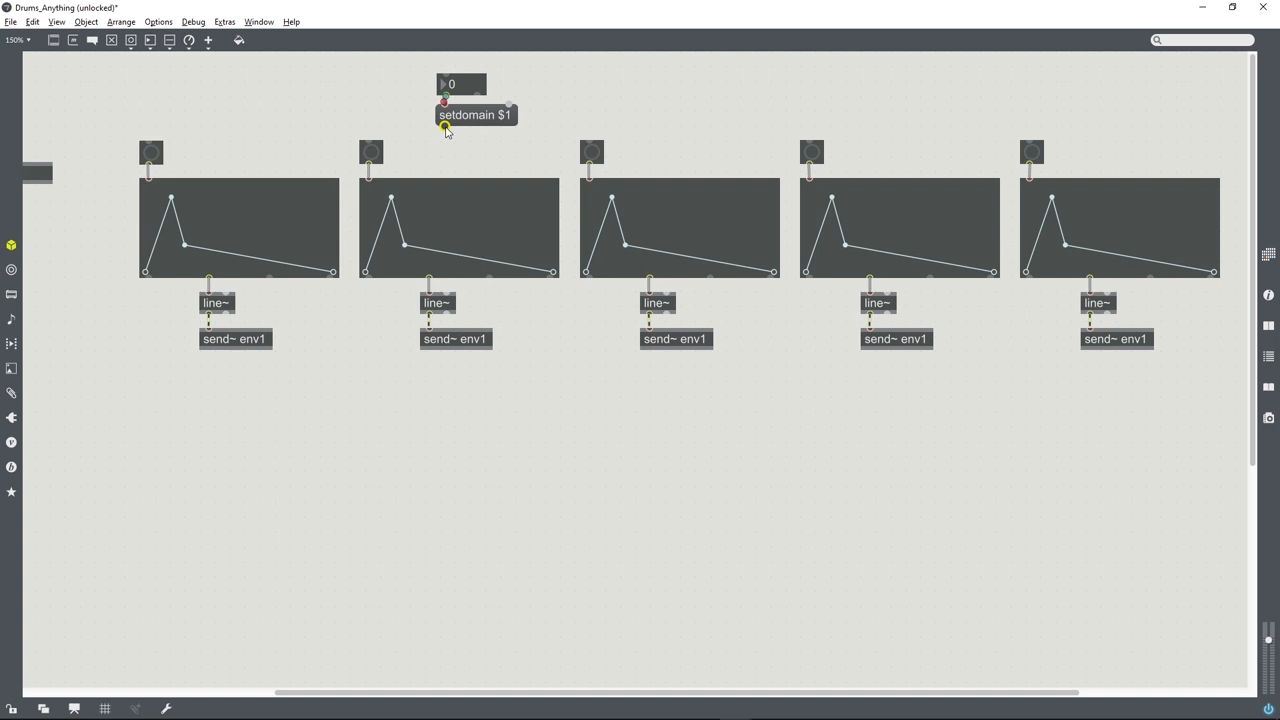 Drums_Anything (unlocked)*
File Edit View Object Arrange Options Debug Extras Window Help
150%
0
setdomain $1
line~ line~ line~ line~ line~
send~ env1 send~ env1 send~ env1 send~ env1 send~ env1